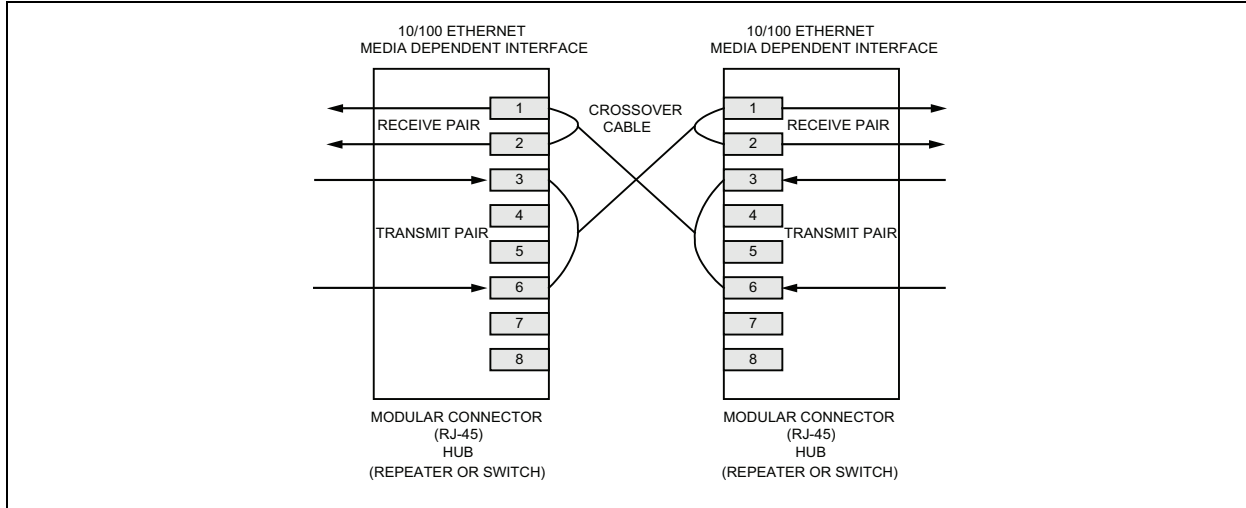 10/100 ETHERNET
MEDIA DEPENDENT INTERFACE
10/100 ETHERNET
MEDIA DEPENDENT INTERFACE
1
RECEIVE PAIR
2
3
4
TRANSMIT PAIR
5
6
7
8
CROSSOVER
CABLE
1
RECEIVE PAIR
2
3
4
TRANSMIT PAIR
5
6
7
8
MODULAR CONNECTOR
(RJ-45)
HUB
(REPEATER OR SWITCH)
MODULAR CONNECTOR
(RJ-45)
HUB
(REPEATER OR SWITCH)